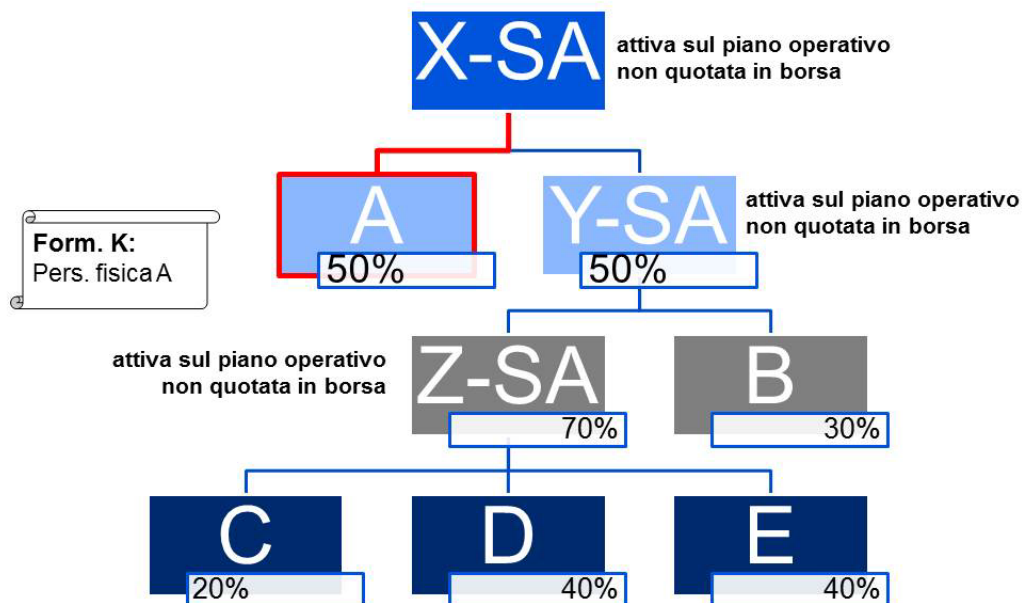 X-SA
attiva sul piano operativo
non quotata in borsa
A
50%
Y-SA
50%
attiva sul piano operativo
non quotata in borsa
Form. K:
Pers. fisica A
attiva sul piano operativo
non quotata in borsa
Z-SA
70%
B
30%
C
20%
D
40%
E
40%